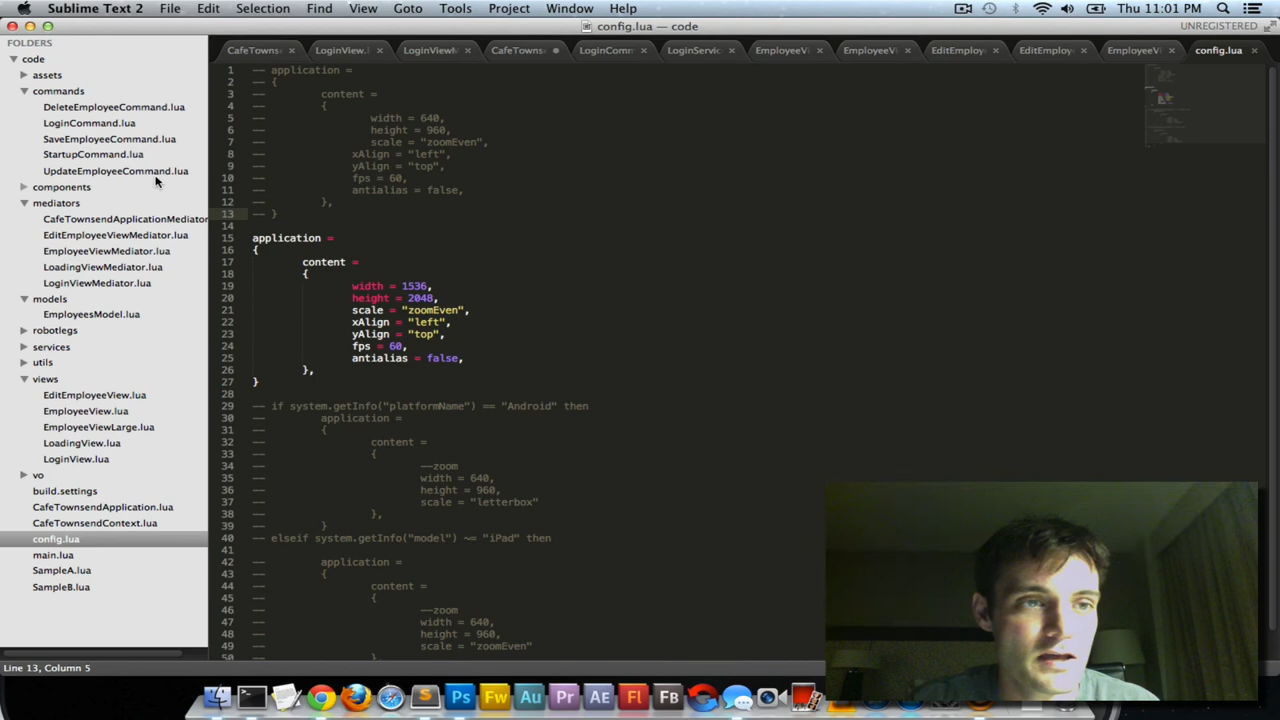 Sublime Text 2 File Edit Selection Find View Goto Tools Project Window Help Thu 11:01 PM
config.lua — code
UNREGISTERED
CafeTowns× LoginView.l× LoginViewM× CafeTowns LoginComm× LoginServic× EmployeeVi× EmployeeVi× EditEmploy× EditEmploy× EmployeeVi× config.lua×
FOLDERS
code
assets
commands
DeleteEmployeeCommand.lua
LoginCommand.lua
SaveEmployeeCommand.lua
StartupCommand.lua
UpdateEmployeeCommand.lua
components
mediators
CafeTownsendApplicationMediator
EditEmployeeViewMediator.lua
EmployeeViewMediator.lua
LoadingViewMediator.lua
LoginViewMediator.lua
models
EmployeesModel.lua
robotlegs
services
utils
views
EditEmployeeView.lua
EmployeeView.lua
EmployeeViewLarge.lua
LoadingView.lua
LoginView.lua
vo
build.settings
CafeTownsendApplication.lua
CafeTownsendContext.lua
config.lua
main.lua
SampleA.lua
SampleB.lua
1 -- application =
2 -- {
3 -- content =
4 -- {
5 -- width = 640,
6 -- height = 960,
7 -- scale = "zoomEven",
8 -- xAlign = "left",
9 -- yAlign = "top",
10 -- fps = 60,
11 -- antialias = false,
12 -- },
13 -- }
14
15 application =
16 {
17 content =
18 {
19 width = 1536,
20 height = 2048,
21 scale = "zoomEven",
22 xAlign = "left",
23 yAlign = "top",
24 fps = 60,
25 antialias = false,
26 },
27 }
28
29 -- if system.getInfo("platformName") == "Android" then
30 -- application =
31 -- {
32 -- content =
33 -- {
34 -- --zoom
35 -- width = 640,
36 -- height = 960,
37 -- scale = "letterbox"
38 -- },
39 -- }
40 -- elseif system.getInfo("model") ~= "iPad" then
41
42 -- application =
43 -- {
44 -- content =
45 -- {
46 -- --zoom
47 -- width = 640,
48 -- height = 960,
49 -- scale = "zoomEven"
50 -- },
Line 13, Column 5
Ps Fw Au Pr Ae Fl FB